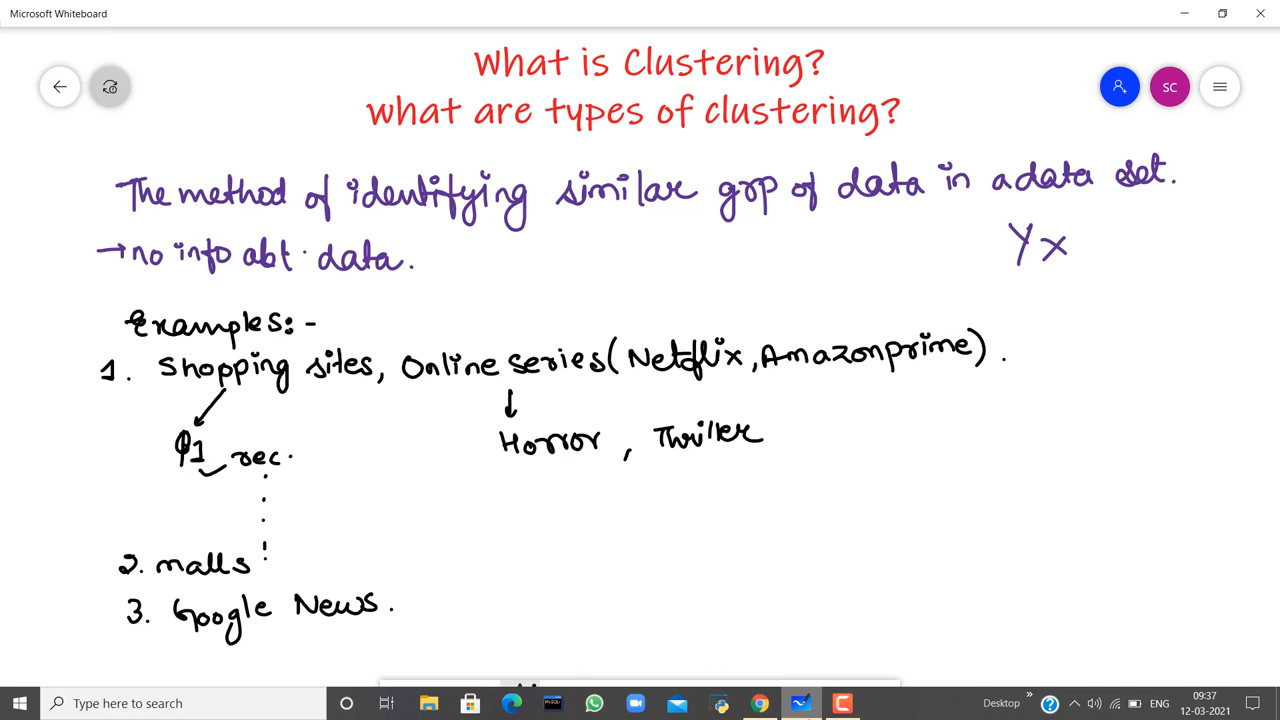 Microsoft Whiteboard
What is Clustering?
what are types of clustering?
SC
The method of identifying similar grp of data in a data set.
→ no info abt. data.
Y x
Examples: -
1. Shopping sites, Online series (Netflix, Amazonprime).
P1 rec.
Horror, Thriller
2. malls
3. Google News.
Type here to search
Desktop
»
ENG
09:37
12-03-2021